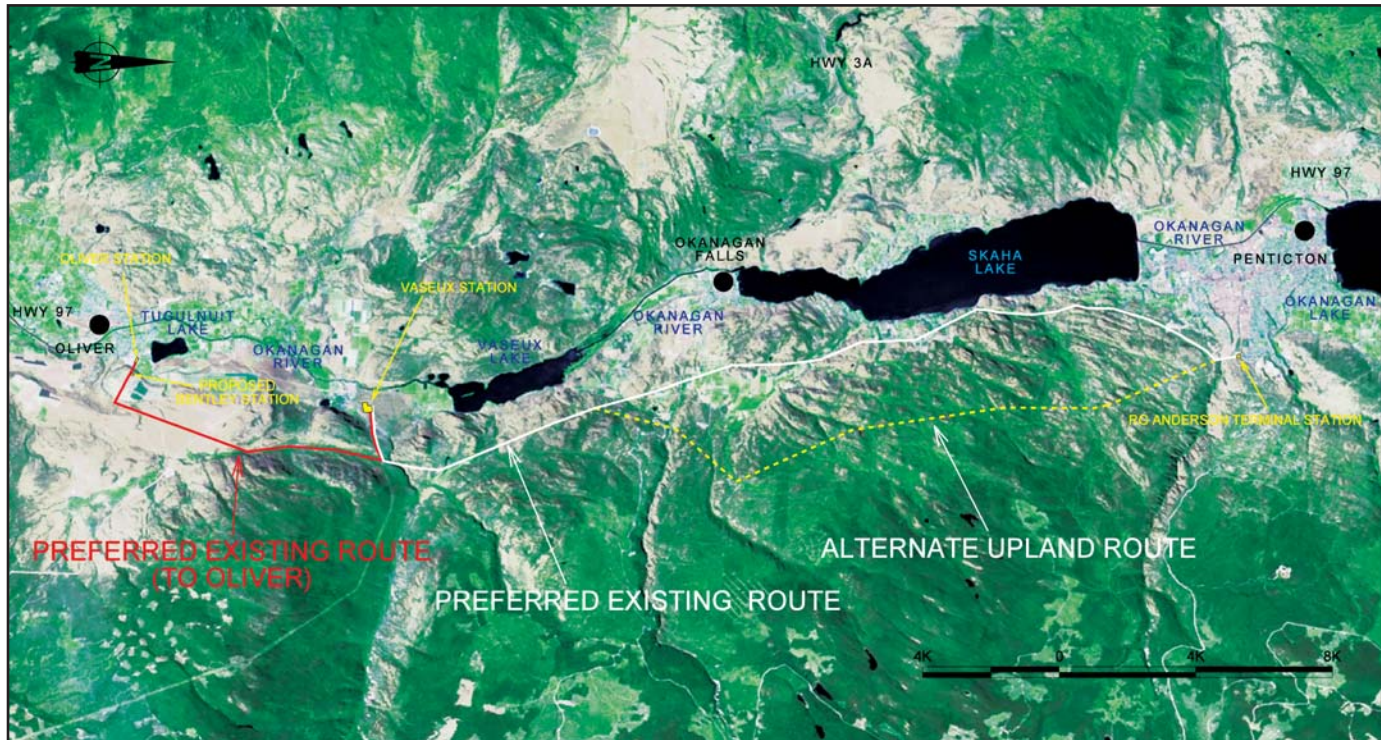 N
HWY 3A
HWY 97
OKANAGAN
RIVER
PENTICTON
OKANAGAN
FALLS
SKAHA
LAKE
OLIVER STATION
VASEUX STATION
HWY 97
TUGULNUIT
LAKE
OLIVER
OKANAGAN
RIVER
VASEUX
LAKE
OKANAGAN
RIVER
OKANAGAN
LAKE
PROPOSED
BENTLEY STATION
RG ANDERSON TERMINAL STATION
PREFERRED EXISTING ROUTE
(TO OLIVER)
PREFERRED EXISTING ROUTE
ALTERNATE UPLAND ROUTE
4K 0 4K 8K